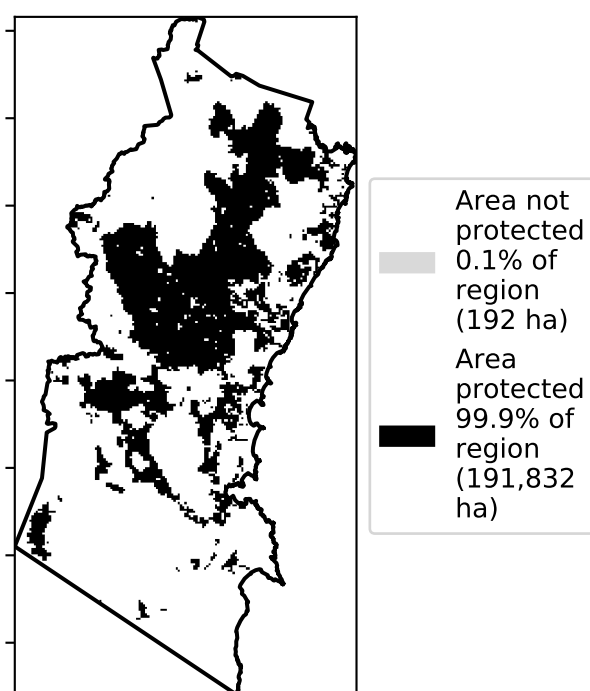 Area not
protected
0.1% of
region
(192 ha)
Area
protected
99.9% of
region
(191,832
ha)